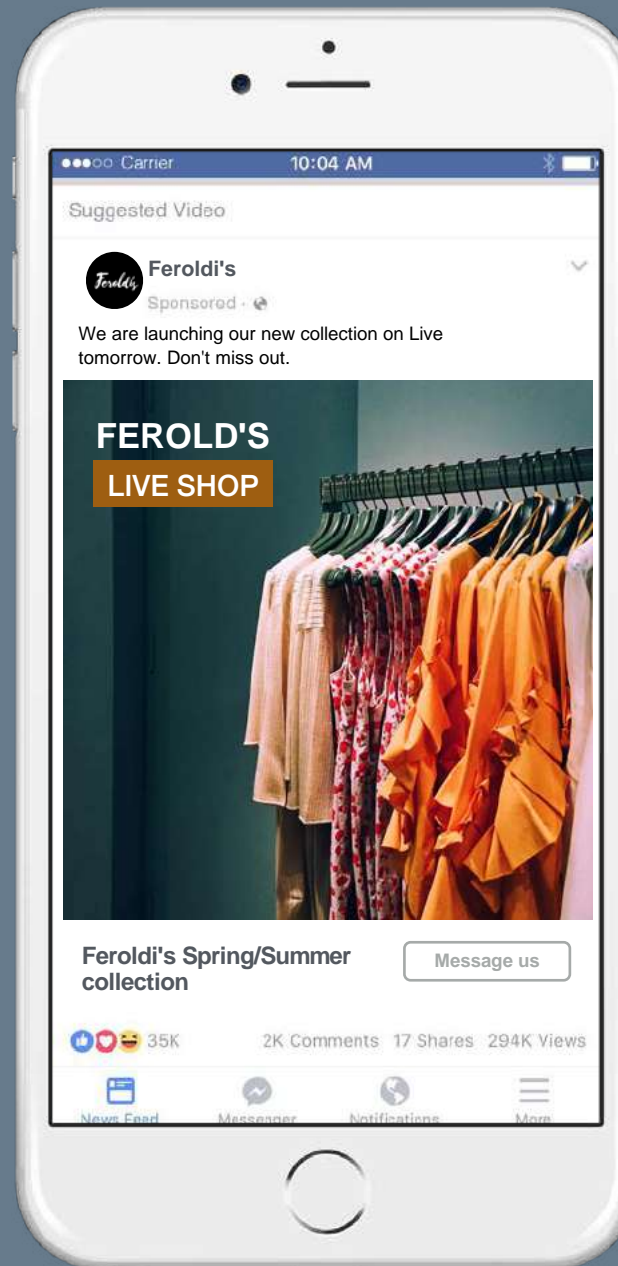 ●●●○○ Carrier 10:04 AM
Suggested Video
Feroldi's
Feroldi's
Sponsored ·
We are launching our new collection on Live
tomorrow. Don't miss out.
FEROLD'S
LIVE SHOP
Feroldi's Spring/Summer
collection
Message us
35K 2K Comments 17 Shares 294K Views
News Feed Messenger Notifications More